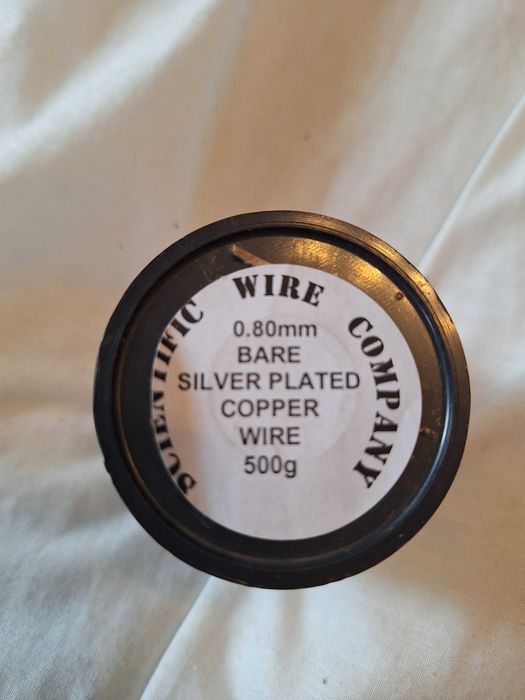 SCIENTIFIC WIRE COMPANY
0.80mm
BARE
SILVER PLATED
COPPER
WIRE
500g